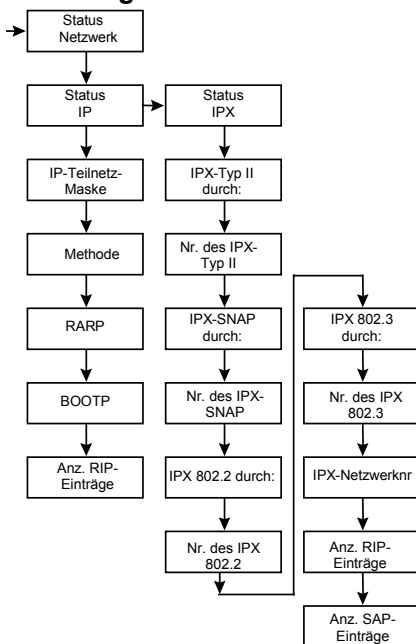 Status
Netzwerk
Status
IP
Status
IPX
IP-Teilnetz-
Maske
IPX-Typ II
durch:
Methode
Nr. des IPX-
Typ II
RARP
IPX-SNAP
durch:
IPX 802.3
durch:
BOOTP
Nr. des IPX-
SNAP
Nr. des IPX
802.3
Anz. RIP-
Einträge
IPX 802.2 durch:
IPX-Netzwerknr
Nr. des IPX
802.2
Anz. RIP-
Einträge
Anz. SAP-
Einträge